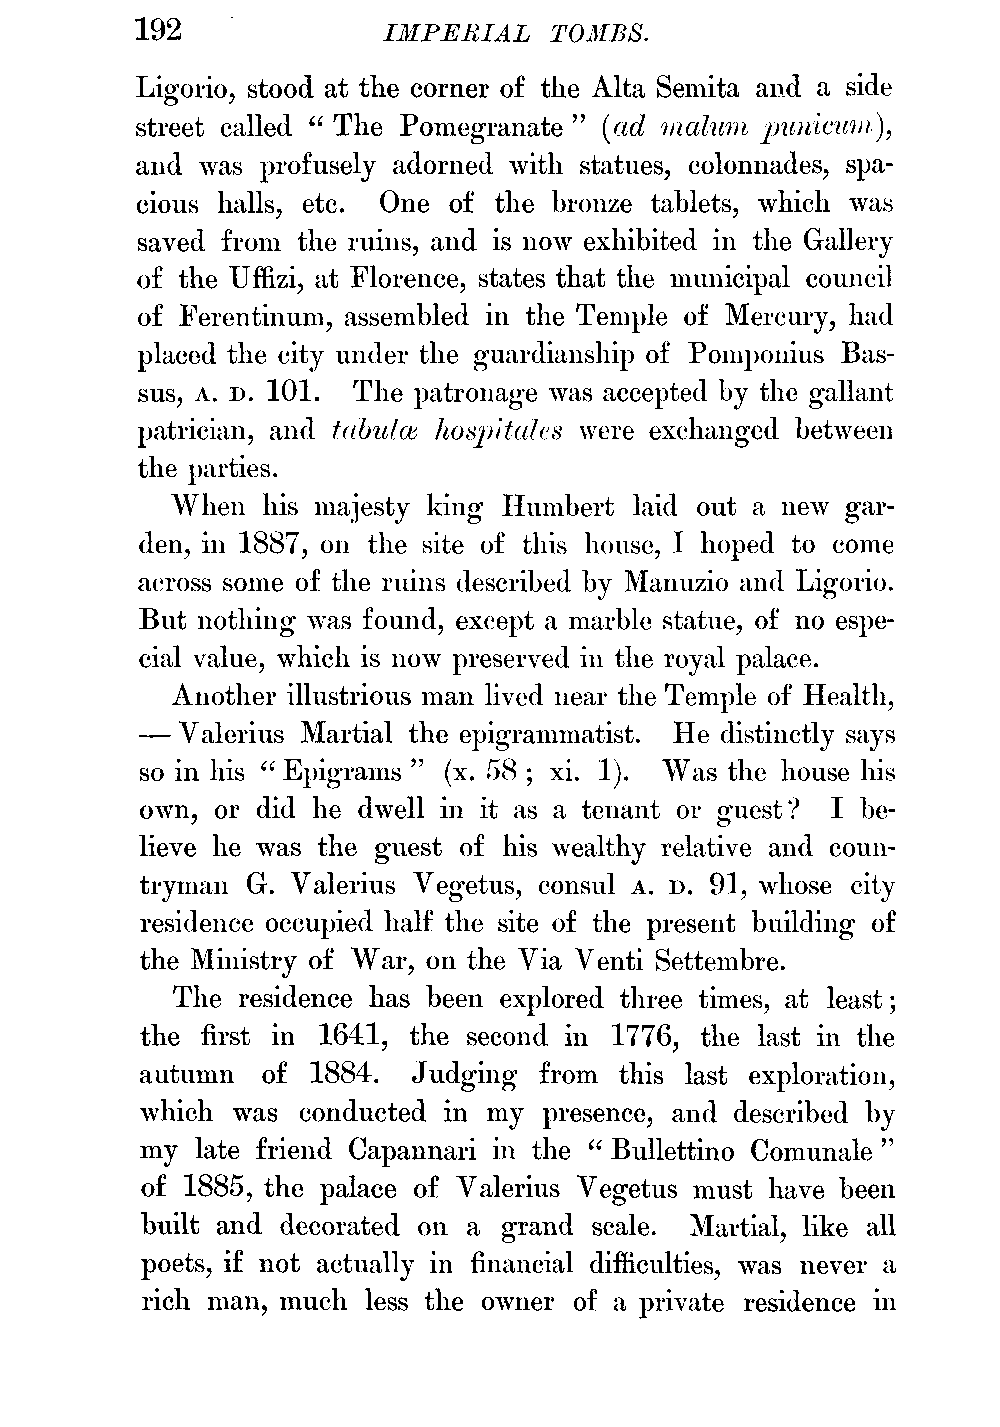 192 IMPERIAL TOMBS.
Ligorio, stood at the corner of the Alta Semita and a side
street called “ The Pomegranate ” (ad malum punicum),
and was profusely adorned with statues, colonnades, spa-
cious halls, etc. One of the bronze tablets, which was
saved from the ruins, and is now exhibited in the Gallery
of the Uffizi, at Florence, states that the municipal council
of Ferentinum, assembled in the Temple of Mercury, had
placed the city under the guardianship of Pomponius Bas-
sus, A. D. 101. The patronage was accepted by the gallant
patrician, and tabulæ hospitales were exchanged between
the parties.
When his majesty king Humbert laid out a new gar-
den, in 1887, on the site of this house, I hoped to come
across some of the ruins described by Manuzio and Ligorio.
But nothing was found, except a marble statue, of no espe-
cial value, which is now preserved in the royal palace.
Another illustrious man lived near the Temple of Health,
— Valerius Martial the epigrammatist. He distinctly says
so in his “ Epigrams ” (x. 58 ; xi. 1). Was the house his
own, or did he dwell in it as a tenant or guest? I be-
lieve he was the guest of his wealthy relative and coun-
tryman G. Valerius Vegetus, consul A. D. 91, whose city
residence occupied half the site of the present building of
the Ministry of War, on the Via Venti Settembre.
The residence has been explored three times, at least ;
the first in 1641, the second in 1776, the last in the
autumn of 1884. Judging from this last exploration,
which was conducted in my presence, and described by
my late friend Capannari in the “ Bullettino Comunale ”
of 1885, the palace of Valerius Vegetus must have been
built and decorated on a grand scale. Martial, like all
poets, if not actually in financial difficulties, was never a
rich man, much less the owner of a private residence in